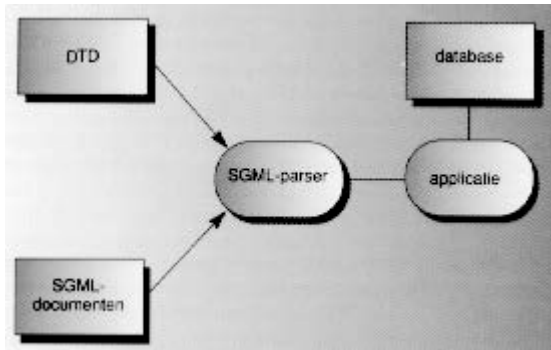 DTD
database
SGML-parser
applicatie
SGML-
documenten